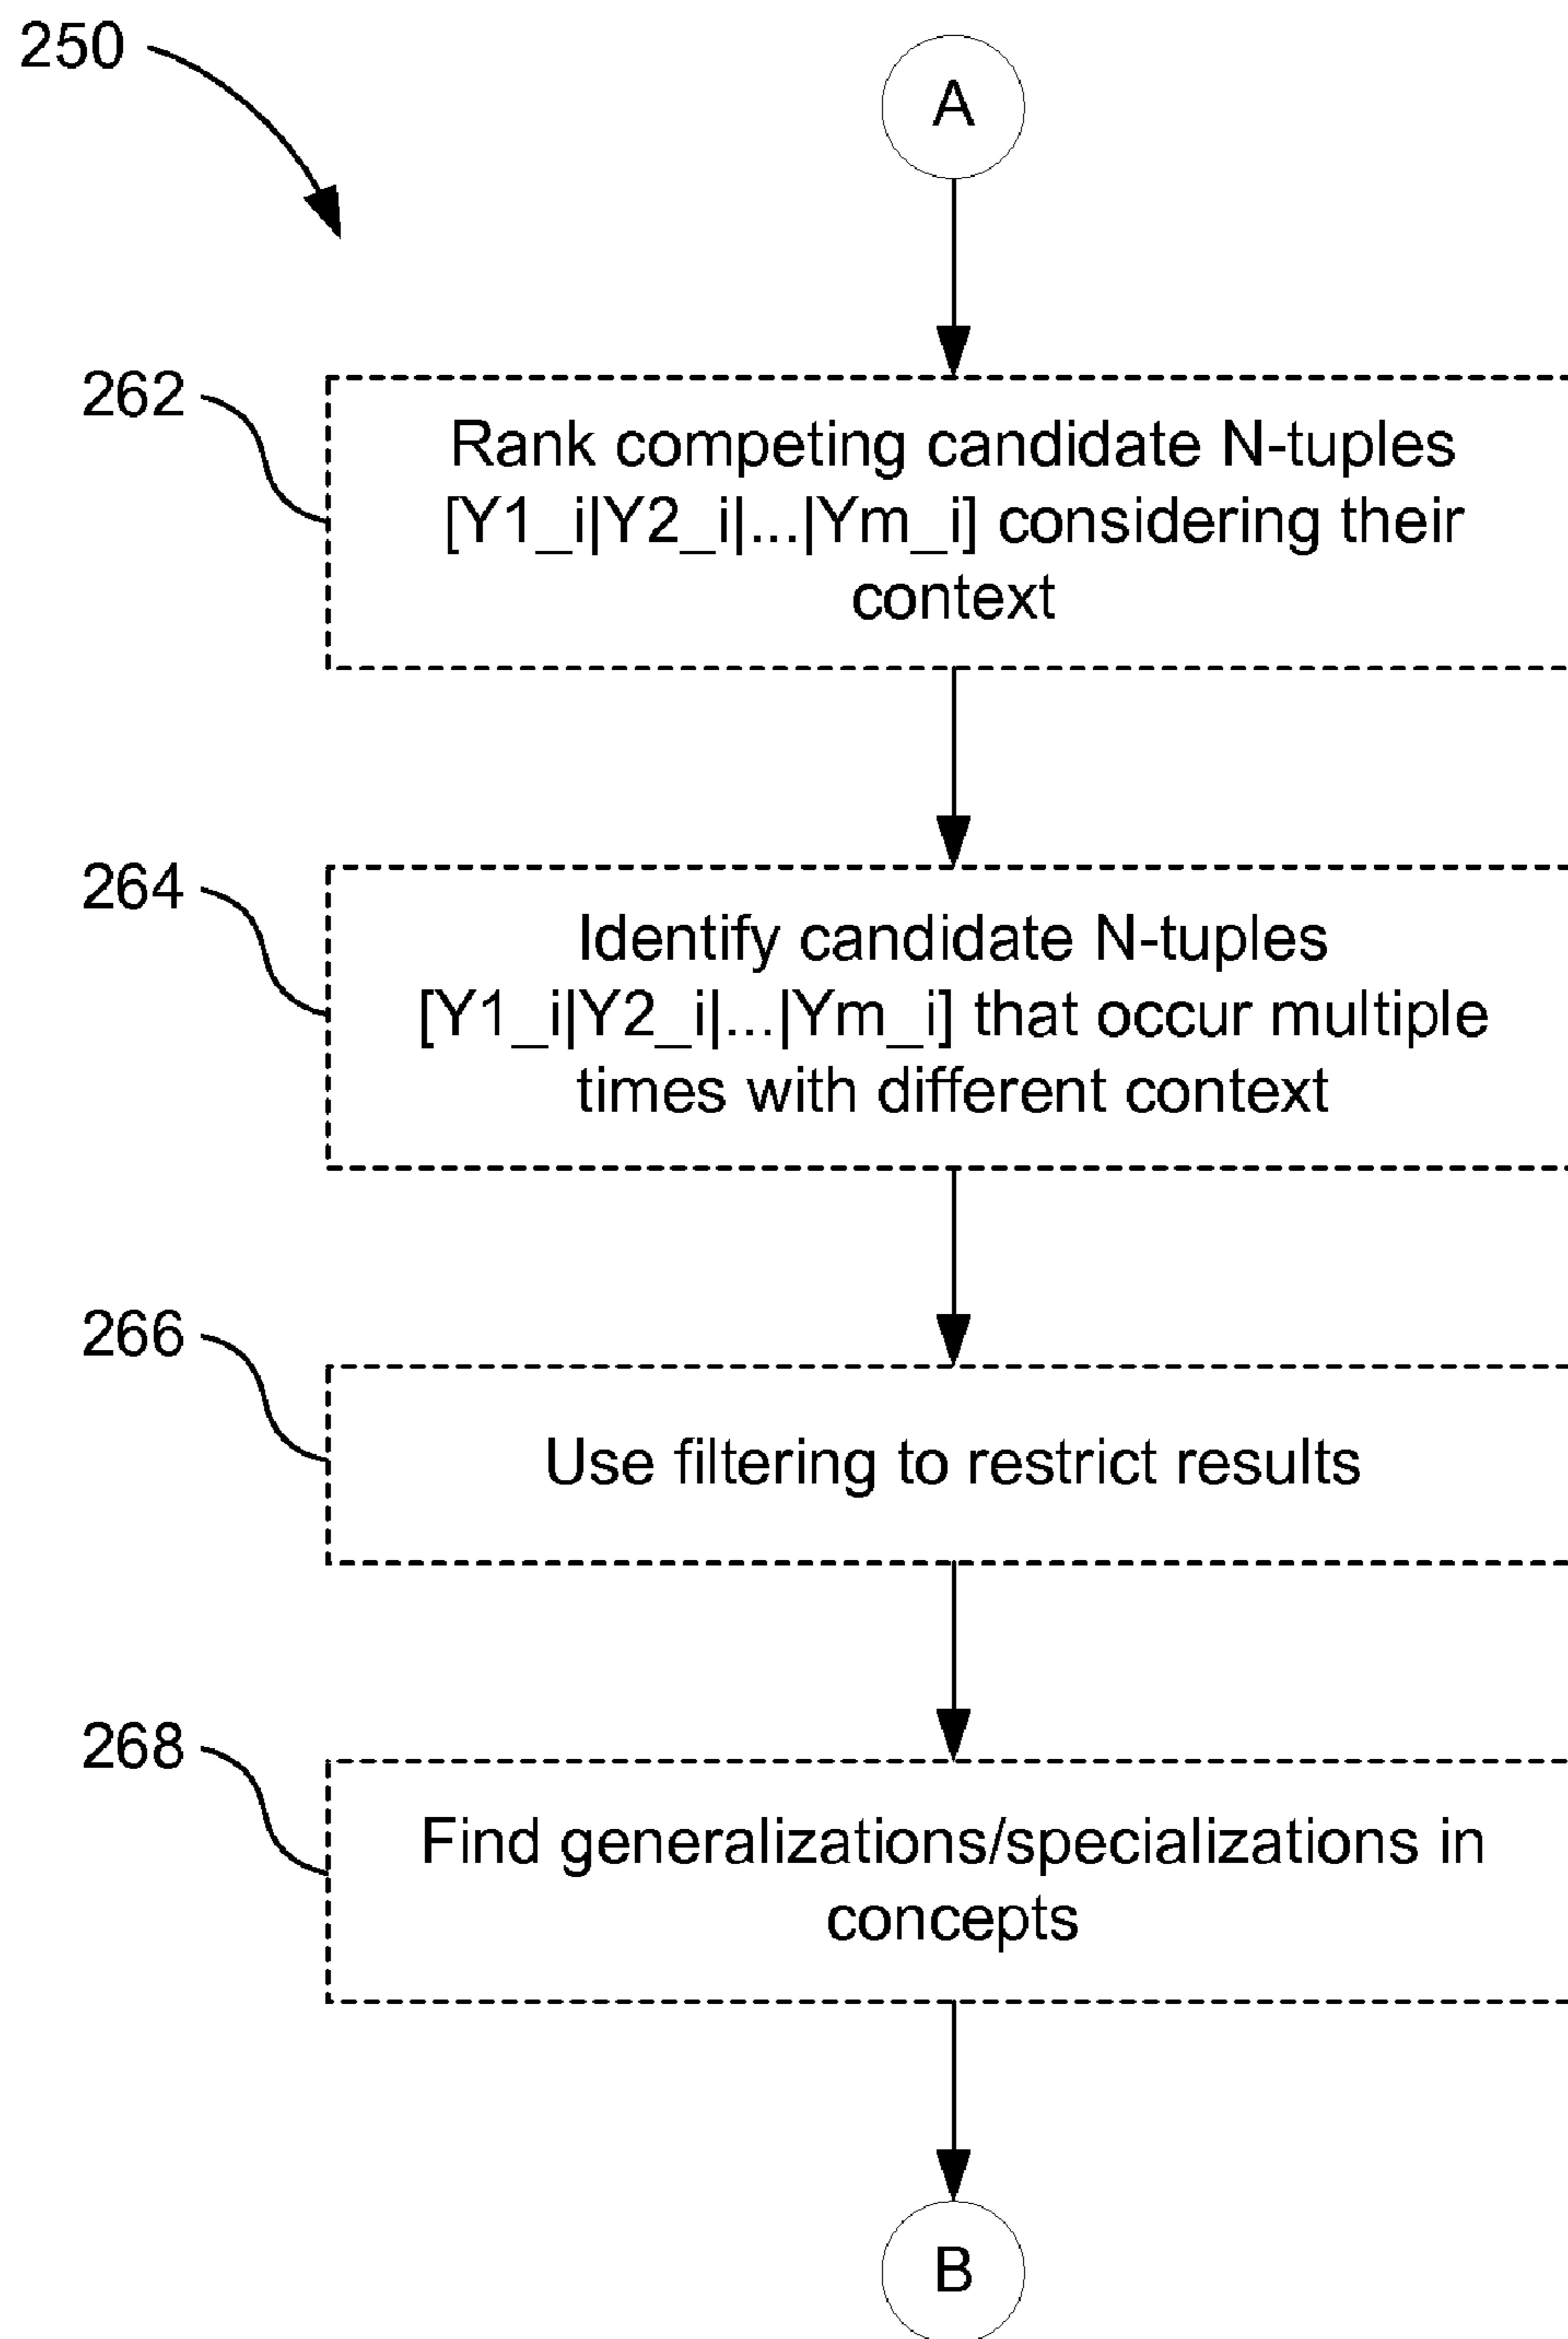 250
A
262
Rank competing candidate N-tuples
[Y1_i|Y2_i|...|Ym_i] considering their
context
264
Identify candidate N-tuples
[Y1_i|Y2_i|...|Ym_i] that occur multiple
times with different context
266
Use filtering to restrict results
268
Find generalizations/specializations in
concepts
B